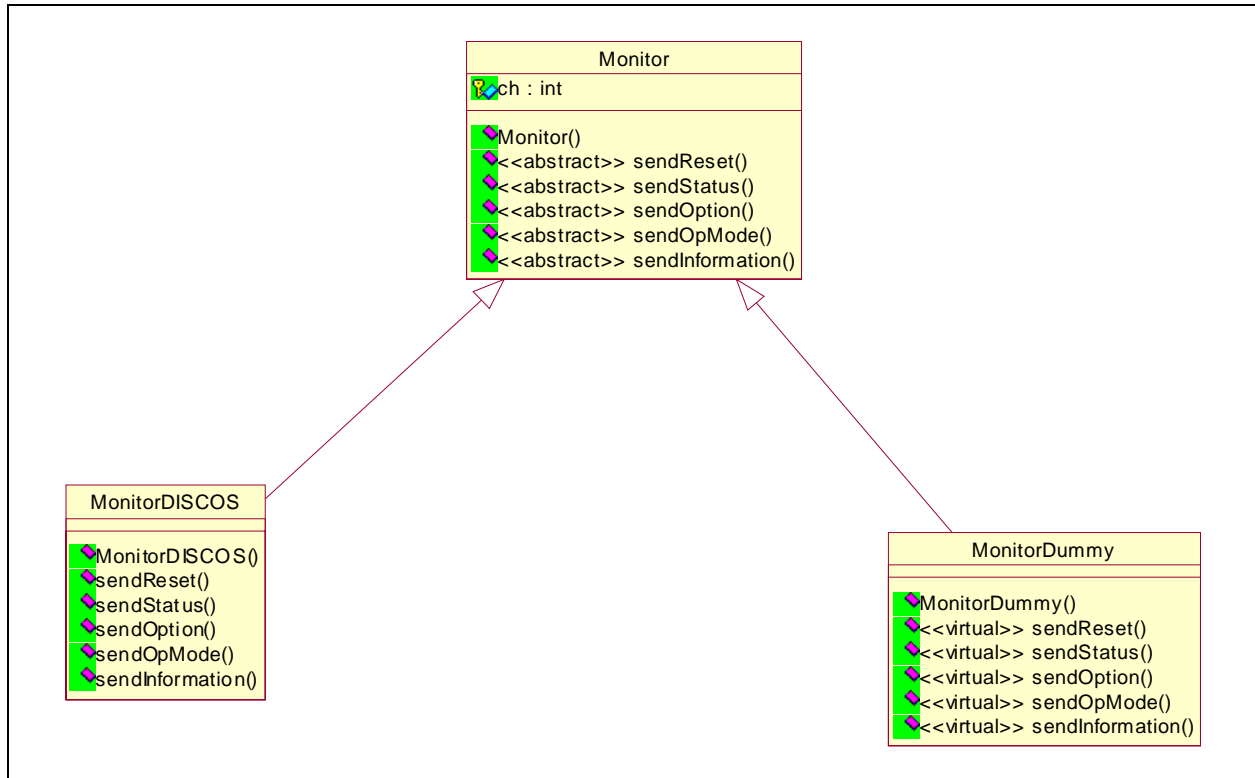 Monitor
ch : int
Monitor()
<<abstract>> sendReset()
<<abstract>> sendStatus()
<<abstract>> sendOption()
<<abstract>> sendOpMode()
<<abstract>> sendInformation()
MonitorDISCOS
MonitorDISCOS()
sendReset()
sendStatus()
sendOption()
sendOpMode()
sendInformation()
MonitorDummy
MonitorDummy()
<<virtual>> sendReset()
<<virtual>> sendStatus()
<<virtual>> sendOption()
<<virtual>> sendOpMode()
<<virtual>> sendInformation()